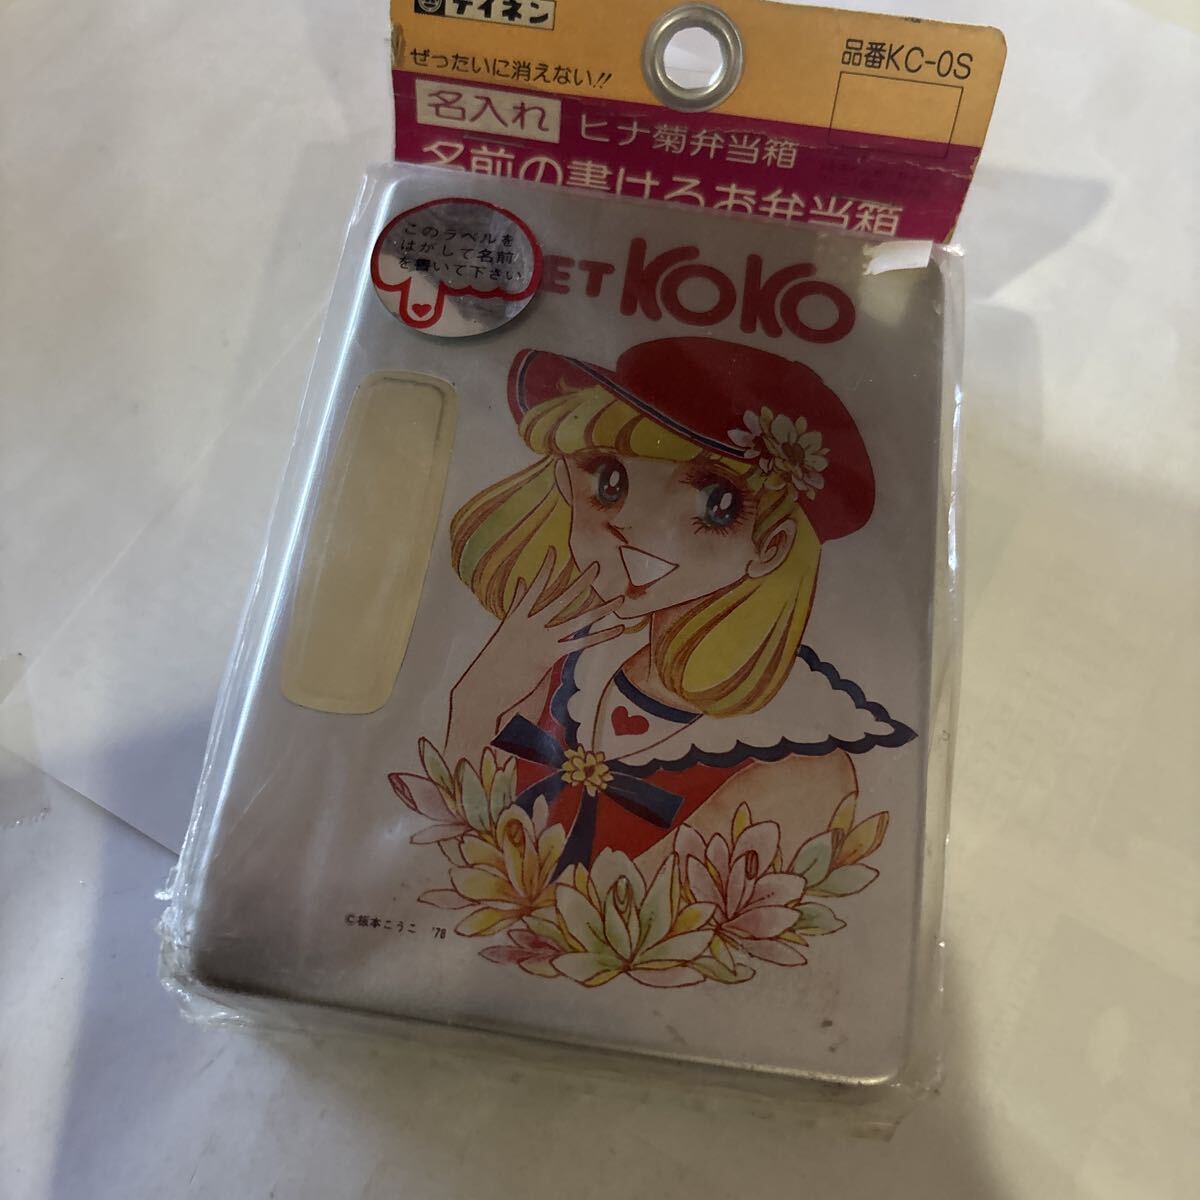 テイネン
ぜったいに消えない!!
品番KC-0S
名入れ ヒナ菊弁当箱
名前の書けるお弁当箱
このラベルを
はがして名前
を書いて下さい
ET KOKO
©板本こうこ '78